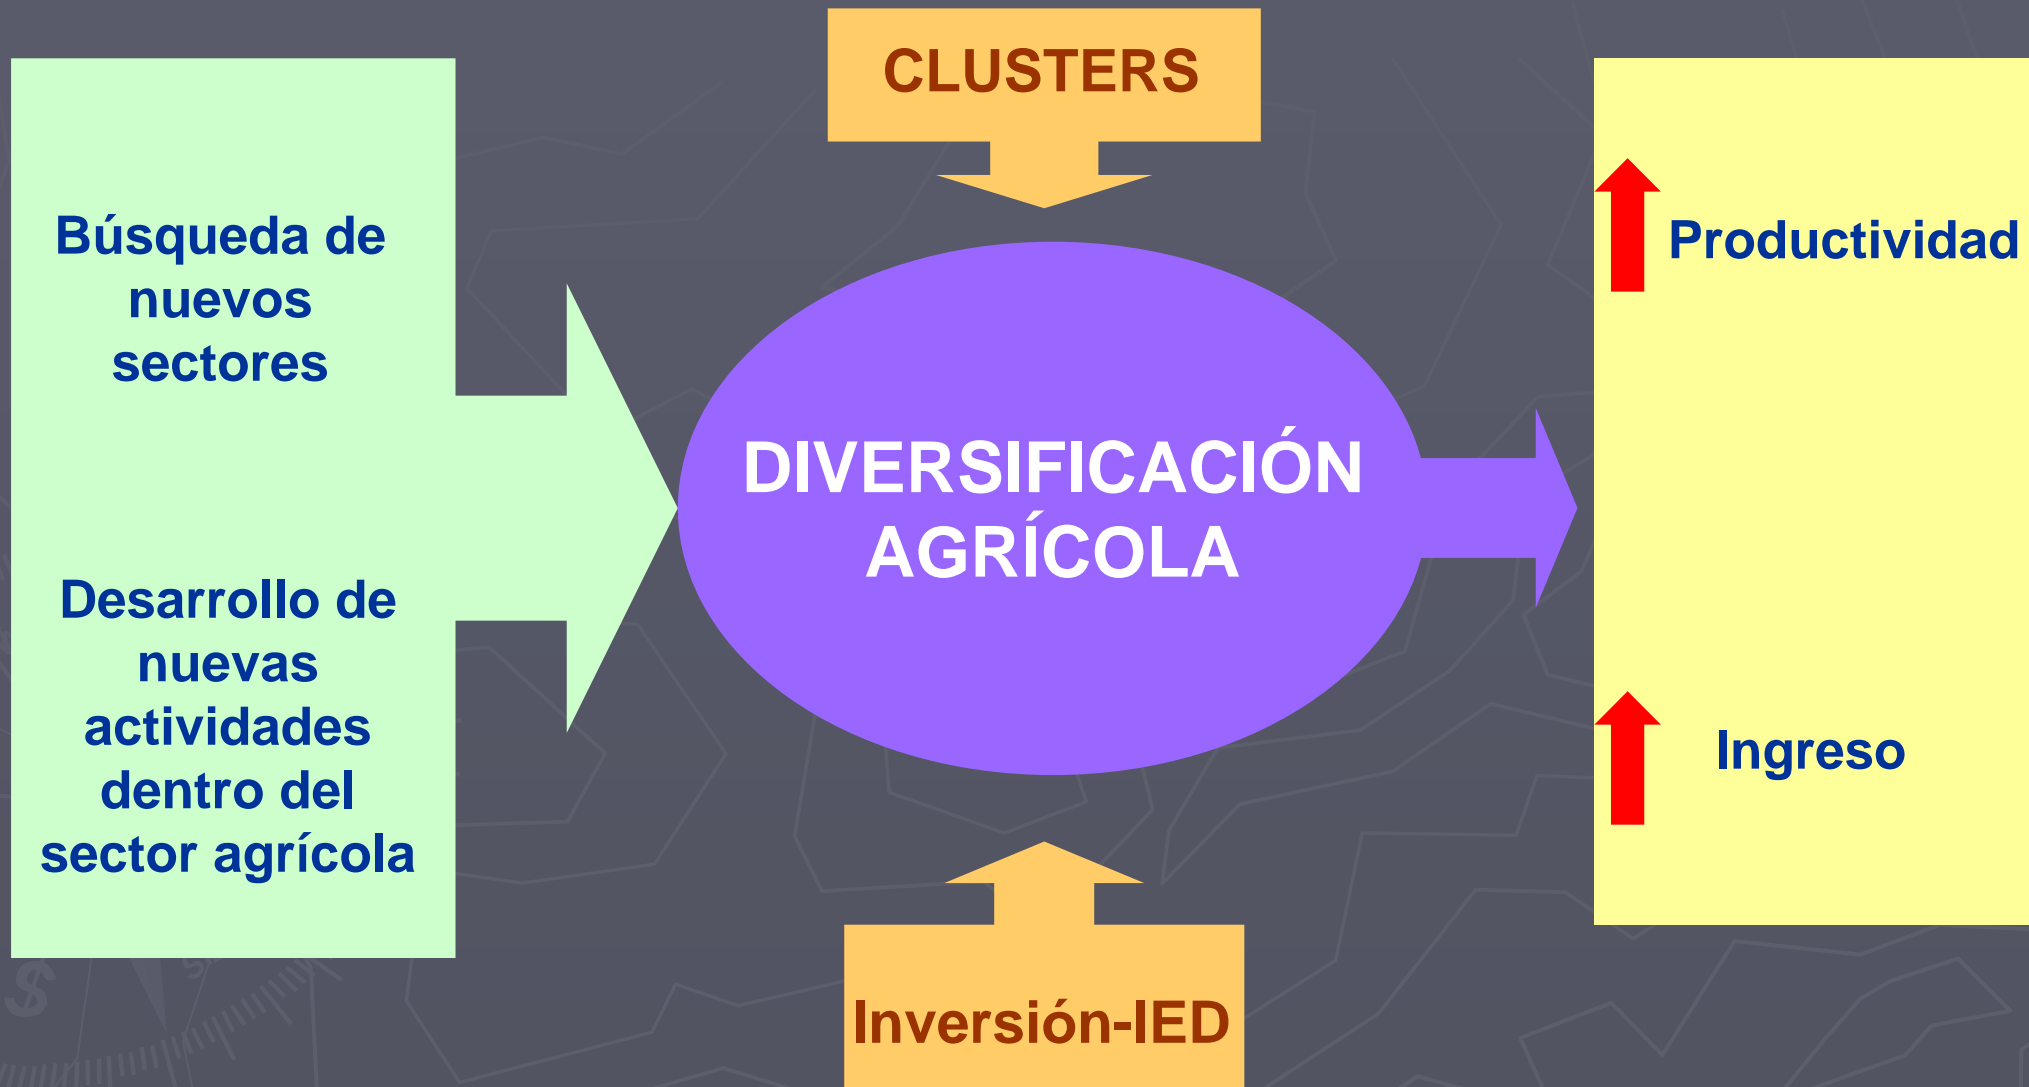 CLUSTERS
Búsqueda de
nuevos
sectores
Desarrollo de
nuevas
actividades
dentro del
sector agrícola
DIVERSIFICACIÓN
AGRÍCOLA
Productividad
Ingreso
Inversión-IED
S